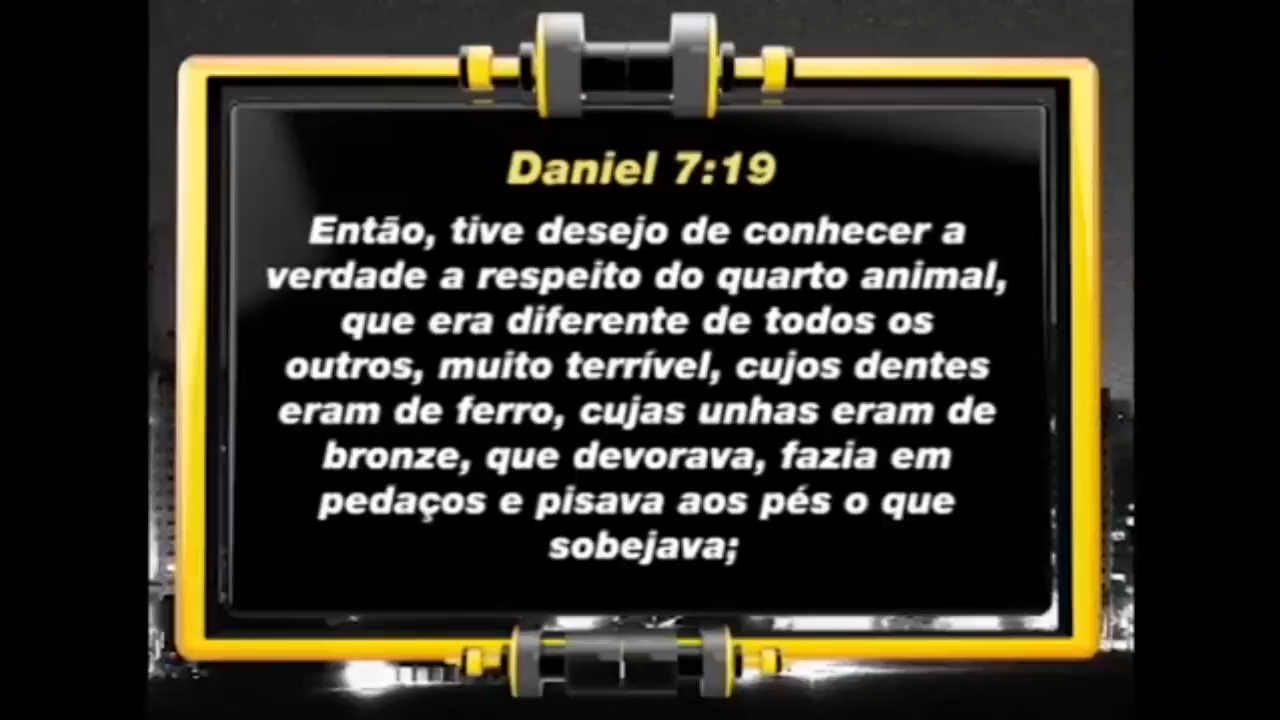 Daniel 7:19
Então, tive desejo de conhecer a
verdade a respeito do quarto animal,
que era diferente de todos os
outros, muito terrível, cujos dentes
eram de ferro, cujas unhas eram de
bronze, que devorava, fazia em
pedaços e pisava aos pés o que
sobejava;